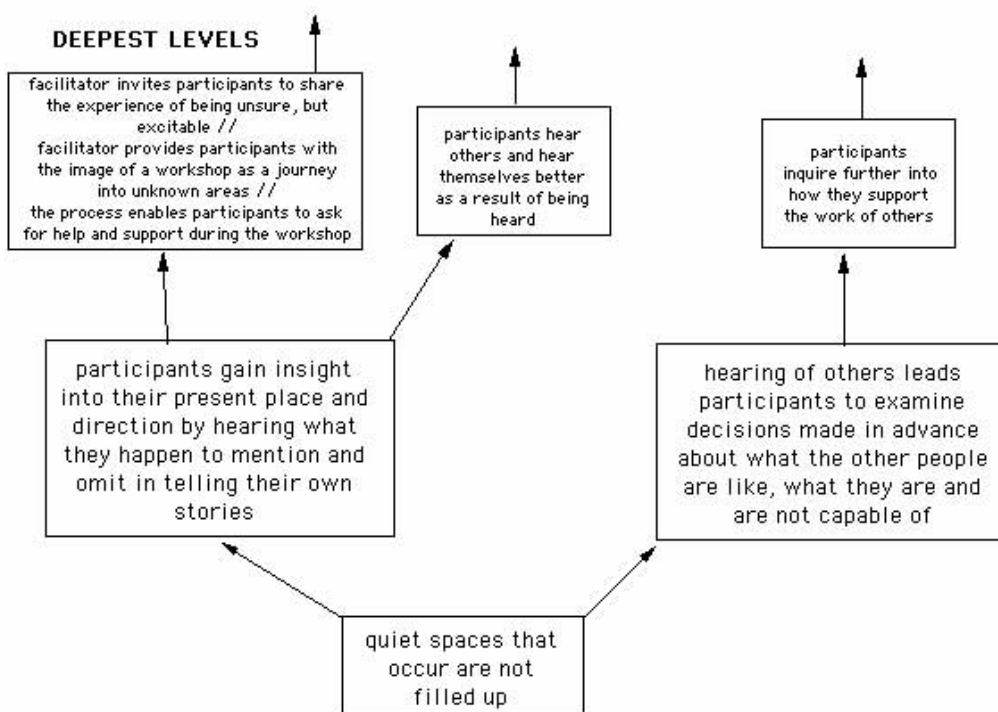 DEEPEST LEVELS
facilitator invites participants to share
the experience of being unsure, but
excitable //
facilitator provides participants with
the image of a workshop as a journey
into unknown areas //
the process enables participants to ask
for help and support during the workshop
participants hear
others and hear
themselves better
as a result of being
heard
participants
inquire further into
how they support
the work of others
participants gain insight
into their present place and
direction by hearing what
they happen to mention and
omit in telling their own
stories
hearing of others leads
participants to examine
decisions made in advance
about what the other people
are like, what they are and
are not capable of
quiet spaces that
occur are not
filled up